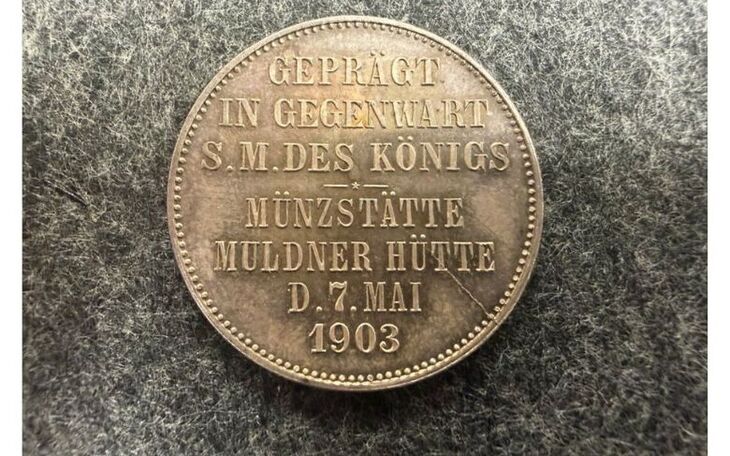 GEPRÄGT
IN GEGENWART
S.M.DES KÖNIGS
MÜNZSTÄTTE
MULDNER HÜTTE
D.7.MAI
1903